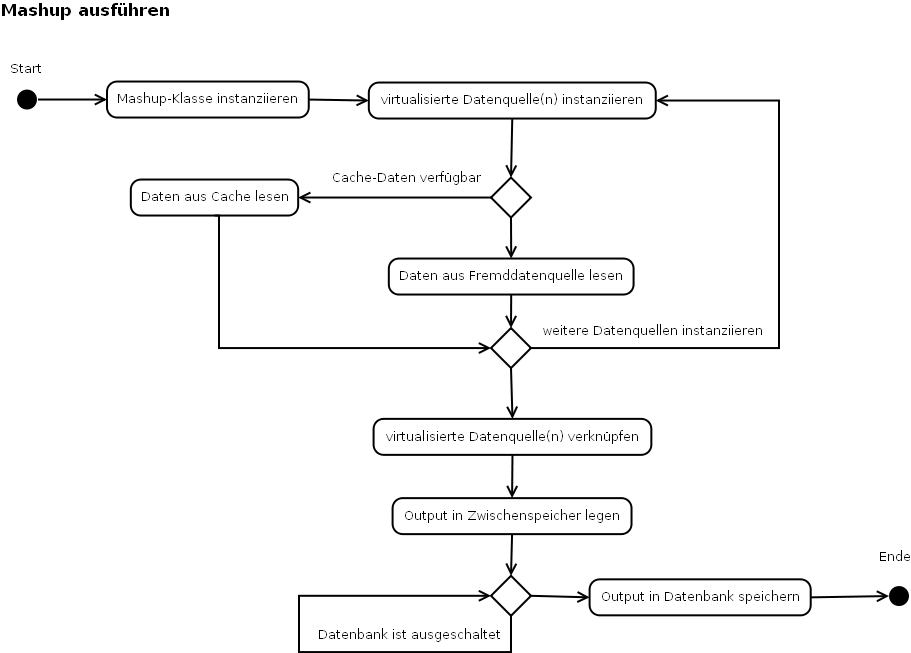 Mashup ausführen
Start
Mashup-Klasse instanziieren
virtualisierte Datenquelle(n) instanziieren
Cache-Daten verfügbar
Daten aus Cache lesen
Daten aus Fremddatenquelle lesen
weitere Datenquellen instanziieren
virtualisierte Datenquelle(n) verknüpfen
Output in Zwischenspeicher legen
Ende
Output in Datenbank speichern
Datenbank ist ausgeschaltet